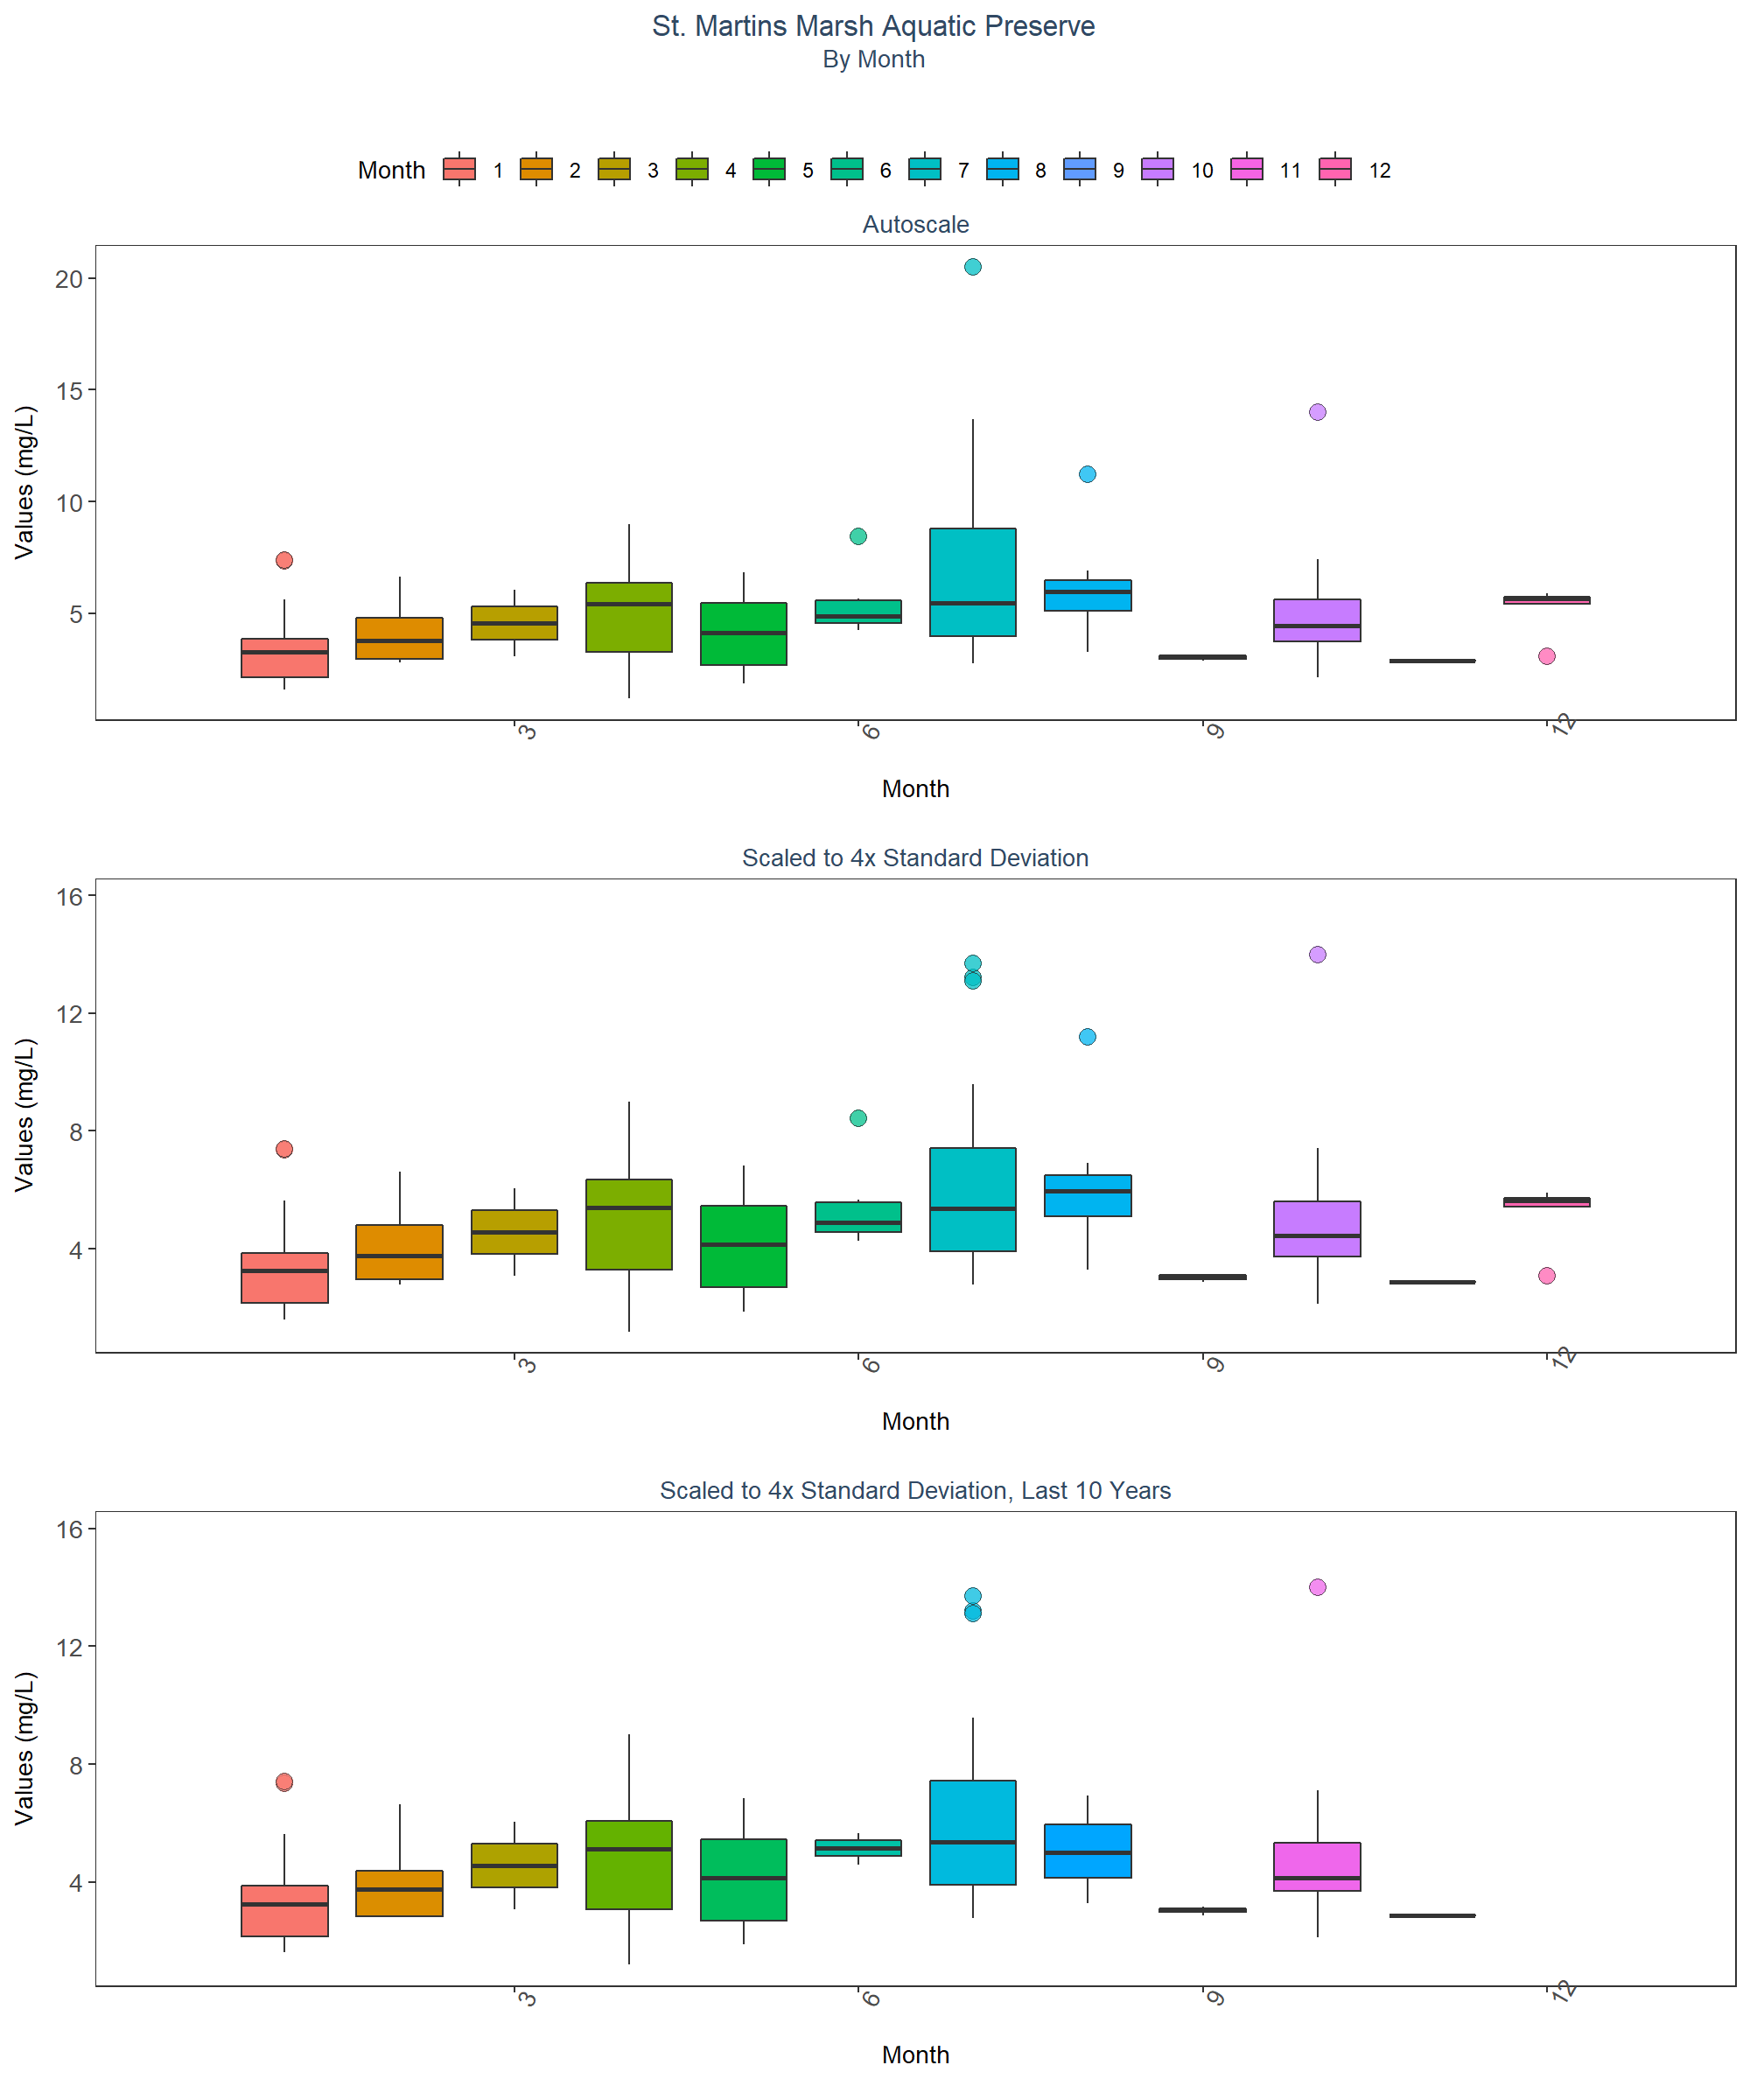 St. Martins Marsh Aquatic Preserve
By Month
Month 1 2 3 4 5 6 7 8 9 10 11 12
Autoscale
Values (mg/L)
20
15
10
5
3 6 9 12
Month
Scaled to 4x Standard Deviation
Values (mg/L)
16
12
8
4
3 6 9 12
Month
Scaled to 4x Standard Deviation, Last 10 Years
Values (mg/L)
16
12
8
4
3 6 9 12
Month